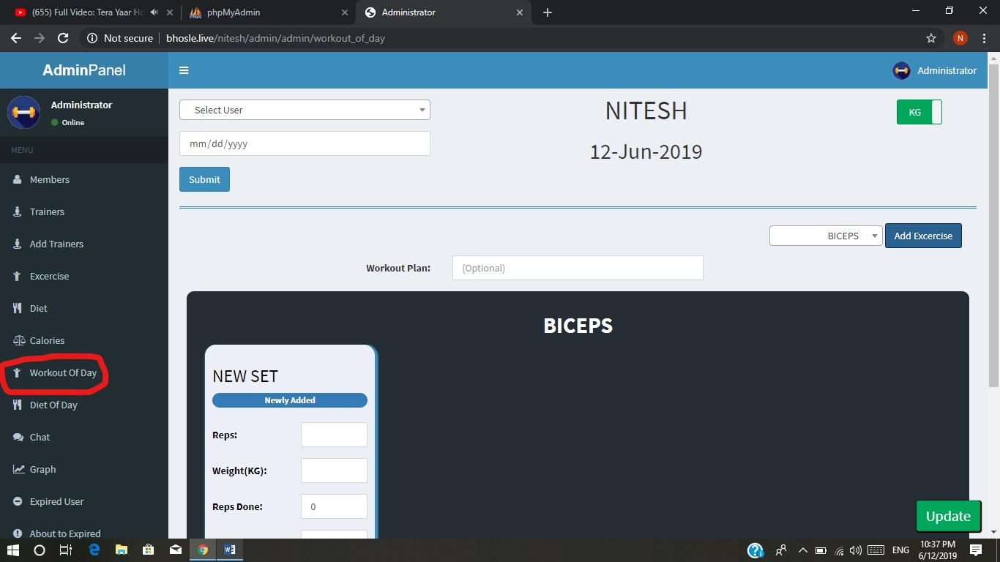 (655) Full Video: Tera Yaar Ho
phpMyAdmin
Administrator
Not secure
bhosle.live/nitesh/admin/admin/workout_of_day
N
AdminPanel
Administrator
Administrator
Online
MENU
Members
Trainers
Add Trainers
Excercise
Diet
Calories
Workout Of Day
Diet Of Day
Chat
Graph
Expired User
About to Expired
Select User
mm/dd/yyyy
Submit
NITESH
12-Jun-2019
KG
BICEPS
Add Excercise
Workout Plan:
(Optional)
BICEPS
NEW SET
Newly Added
Reps:
Weight(KG):
Reps Done:
0
Update
ENG
10:37 PM
6/12/2019